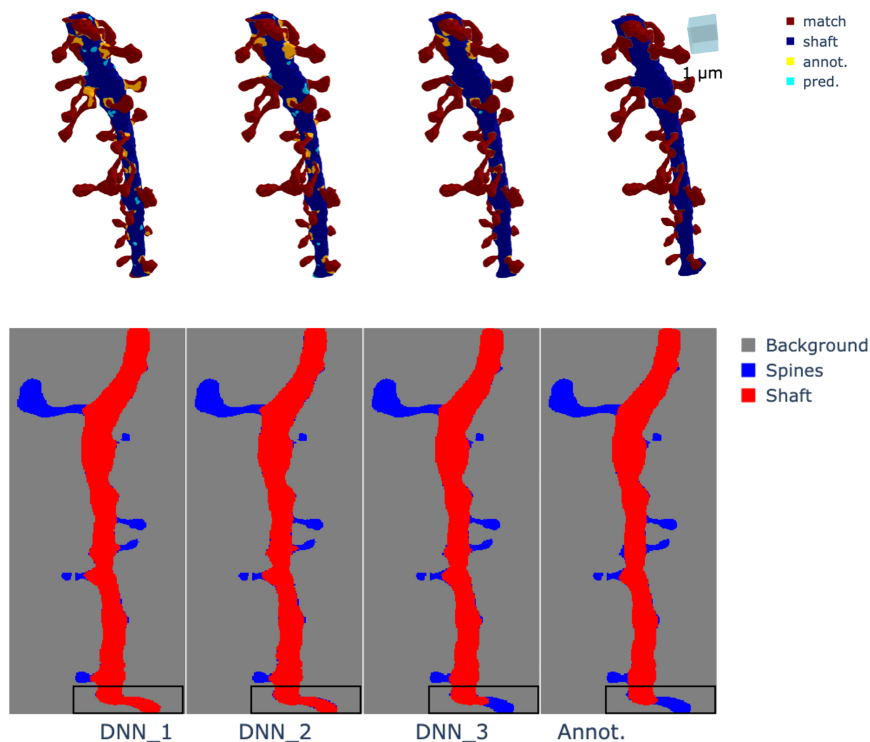 match
shaft
annot.
pred.
1 μm
Background
Spines
Shaft
DNN_1 DNN_2 DNN_3 Annot.